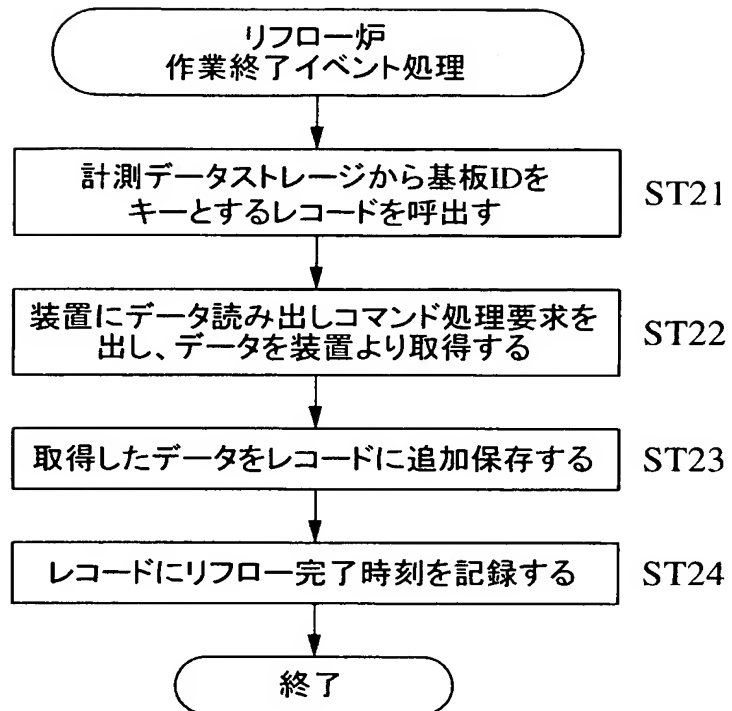 リフロー炉
作業終了イベント処理
計測データストレージから基板IDを
キーとするレコードを呼出す
ST21
装置にデータ読み出しコマンド処理要求を
出し、データを装置より取得する
ST22
取得したデータをレコードに追加保存する
ST23
レコードにリフロー完了時刻を記録する
ST24
終了